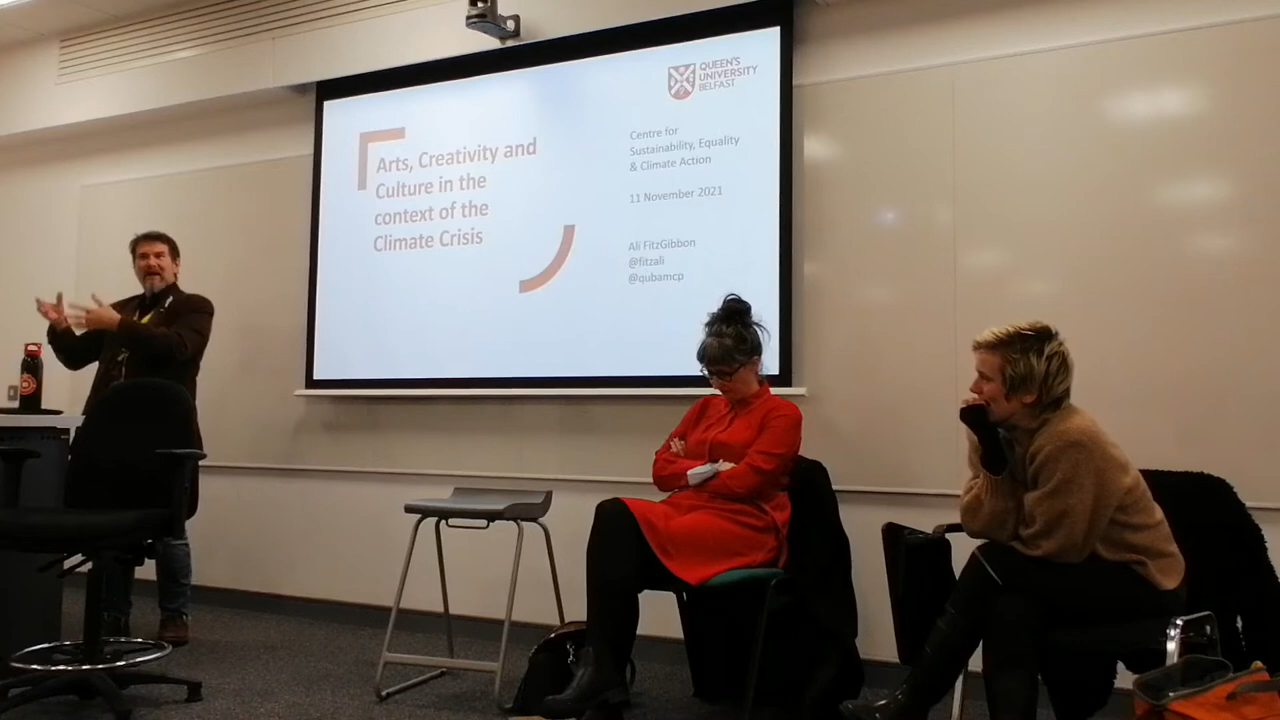 QUEEN'S
UNIVERSITY
BELFAST
Arts, Creativity and
Culture in the
context of the
Climate Crisis
Centre for
Sustainability, Equality
& Climate Action
11 November 2021
Ali FitzGibbon
@fitzali
@qubamcp